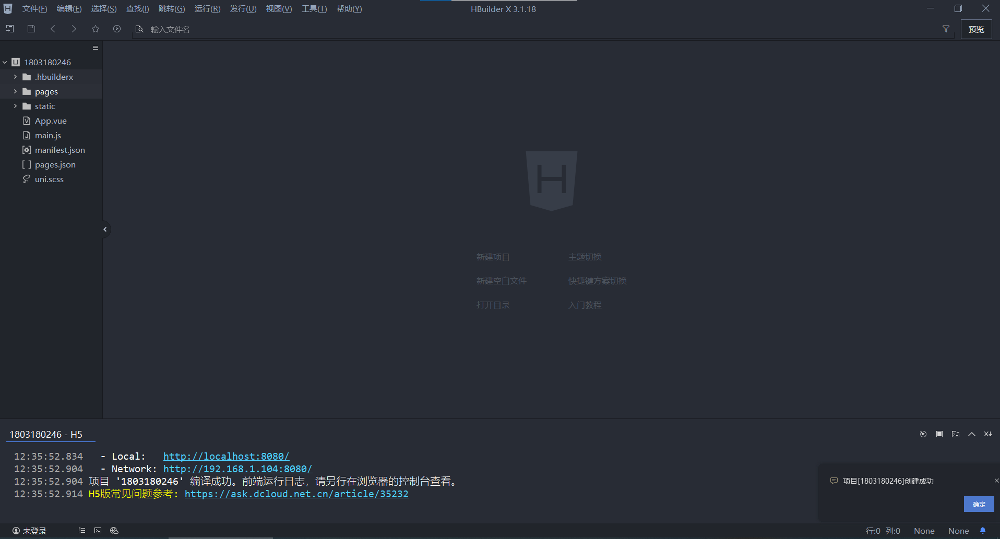 文件(F) 编辑(E) 选择(S) 查找(I) 跳转(G) 运行(R) 发行(U) 视图(V) 工具(T) 帮助(Y) HBuilder X 3.1.18
输入文件名 预览
1803180246
.hbuilderx
pages
static
App.vue
main.js
manifest.json
pages.json
uni.scss
H
新建项目 主题切换
新建空白文件 快捷键方案切换
打开目录 入门教程
1803180246 - H5
12:35:52.834 - Local: http://localhost:8080/
12:35:52.904 - Network: http://192.168.1.104:8080/
12:35:52.904 项目 '1803180246' 编译成功。前端运行日志，请另行在浏览器的控制台查看。
12:35:52.914 H5版常见问题参考: https://ask.dcloud.net.cn/article/35232
项目[1803180246]创建成功
确定
未登录 行:0 列:0 None None